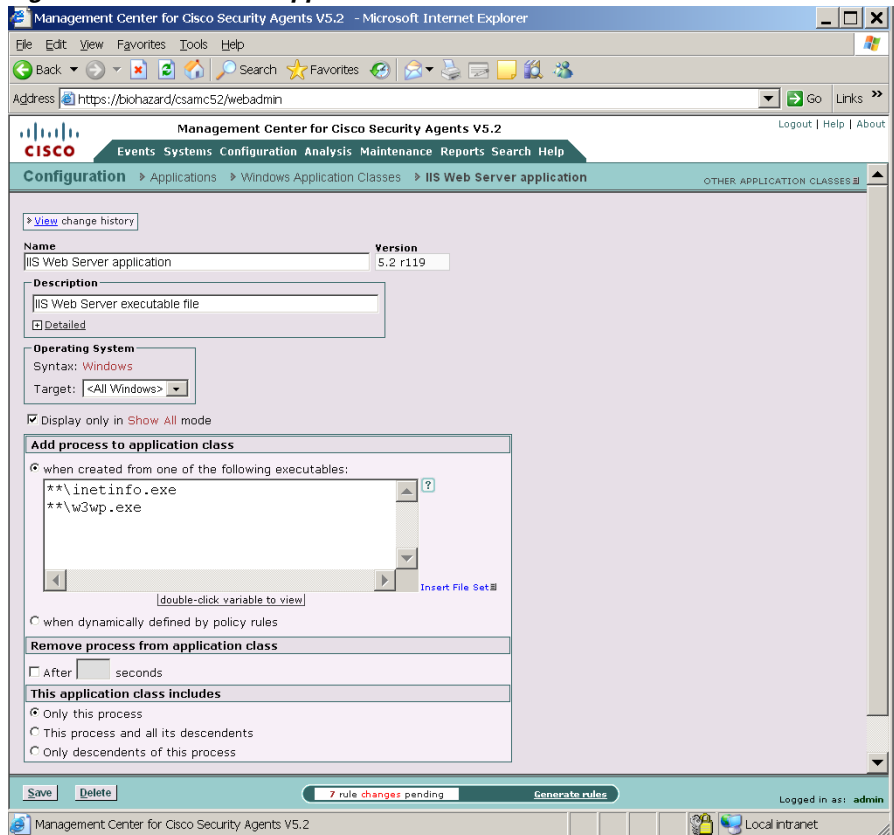 Management Center for Cisco Security Agents V5.2 - Microsoft Internet Explorer
File Edit View Favorites Tools Help
Back Search Favorites
Address https://biohazard/csamc52/webadmin Go Links »
Management Center for Cisco Security Agents V5.2 Logout | Help | About
CISCO Events Systems Configuration Analysis Maintenance Reports Search Help
Configuration Applications Windows Application Classes IIS Web Server application OTHER APPLICATION CLASSES
View change history
Name Version
IIS Web Server application 5.2 r119
Description
IIS Web Server executable file
Detailed
Operating System
Syntax: Windows
Target: <All Windows>
Display only in Show All mode
Add process to application class
when created from one of the following executables:
**\inetinfo.exe ?
**\w3wp.exe
Insert File Set
double-click variable to view
when dynamically defined by policy rules
Remove process from application class
After seconds
This application class includes
Only this process
This process and all its descendents
Only descendents of this process
Save Delete 7 rule changes pending Generate rules Logged in as: admin
Management Center for Cisco Security Agents V5.2 Local intranet